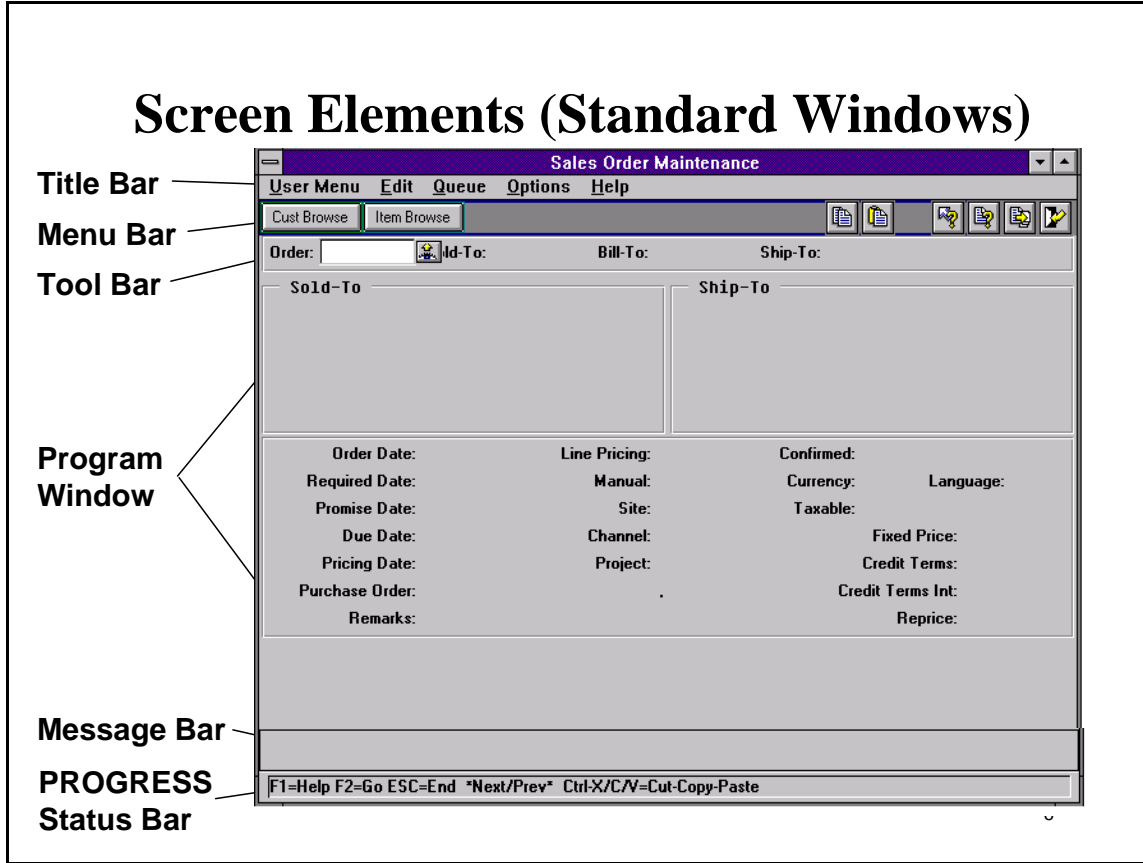 Screen Elements (Standard Windows)
Title Bar
Menu Bar
Tool Bar
Program
Window
Message Bar
PROGRESS
Status Bar
Sales Order Maintenance
User Menu Edit Queue Options Help
Cust Browse Item Browse
Order: ld-To: Bill-To: Ship-To:
Sold-To Ship-To
Order Date: Line Pricing: Confirmed:
Required Date: Manual: Currency: Language:
Promise Date: Site: Taxable:
Due Date: Channel: Fixed Price:
Pricing Date: Project: Credit Terms:
Purchase Order: . Credit Terms Int:
Remarks: Reprice:
F1=Help F2=Go ESC=End *Next/Prev* Ctrl-X/C/V=Cut-Copy-Paste